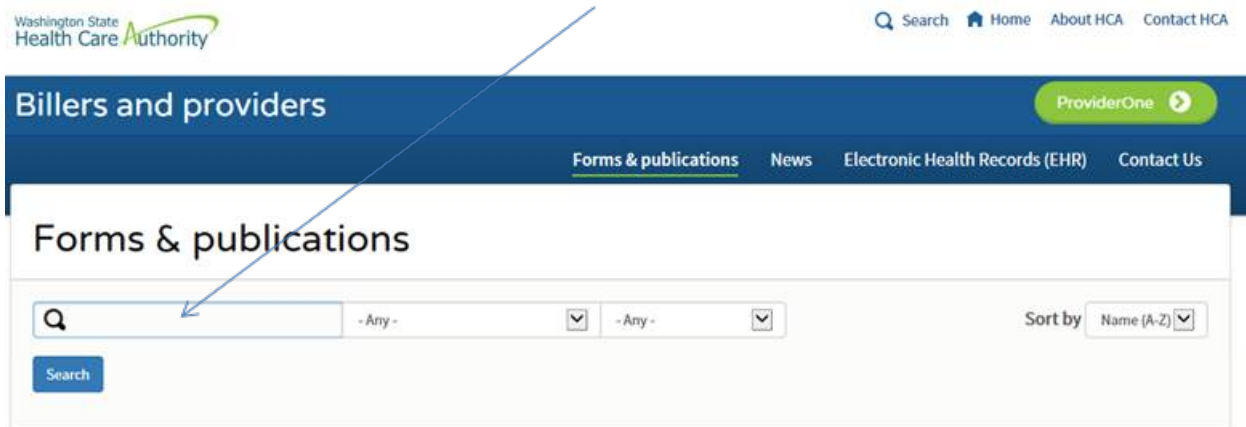 Washington State
Health Care Authority
Search Home About HCA Contact HCA
Billers and providers
ProviderOne
Forms & publications News Electronic Health Records (EHR) Contact Us
Forms & publications
- Any - - Any - Sort by Name (A-Z)
Search